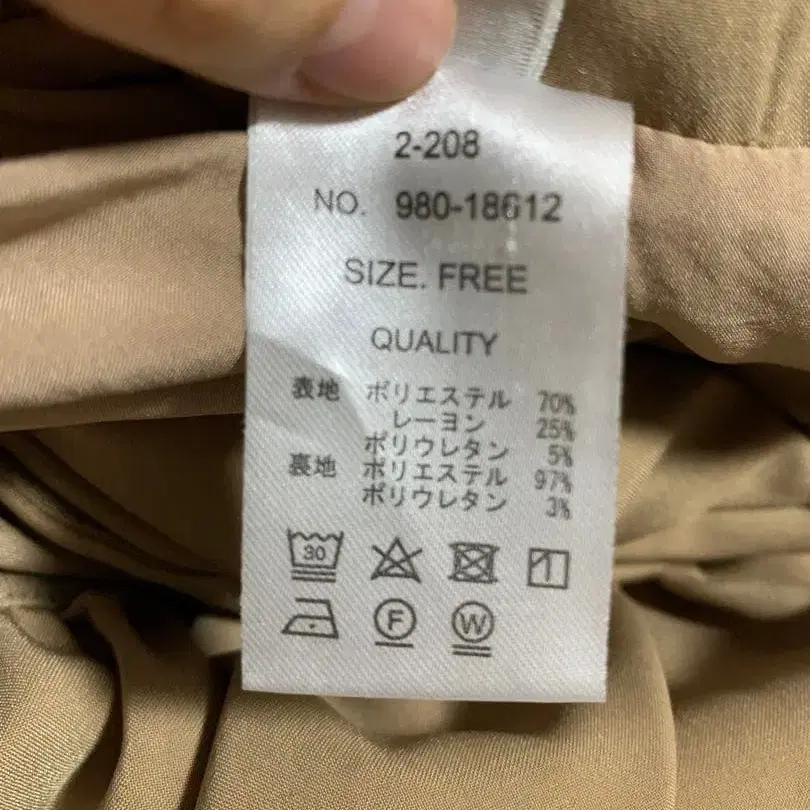 2-208
NO. 980-18612
SIZE. FREE
QUALITY
表地 ポリエステル 70%
レーヨン 25%
ポリウレタン 5%
裏地 ポリエステル 97%
ポリウレタン 3%
30
F
W